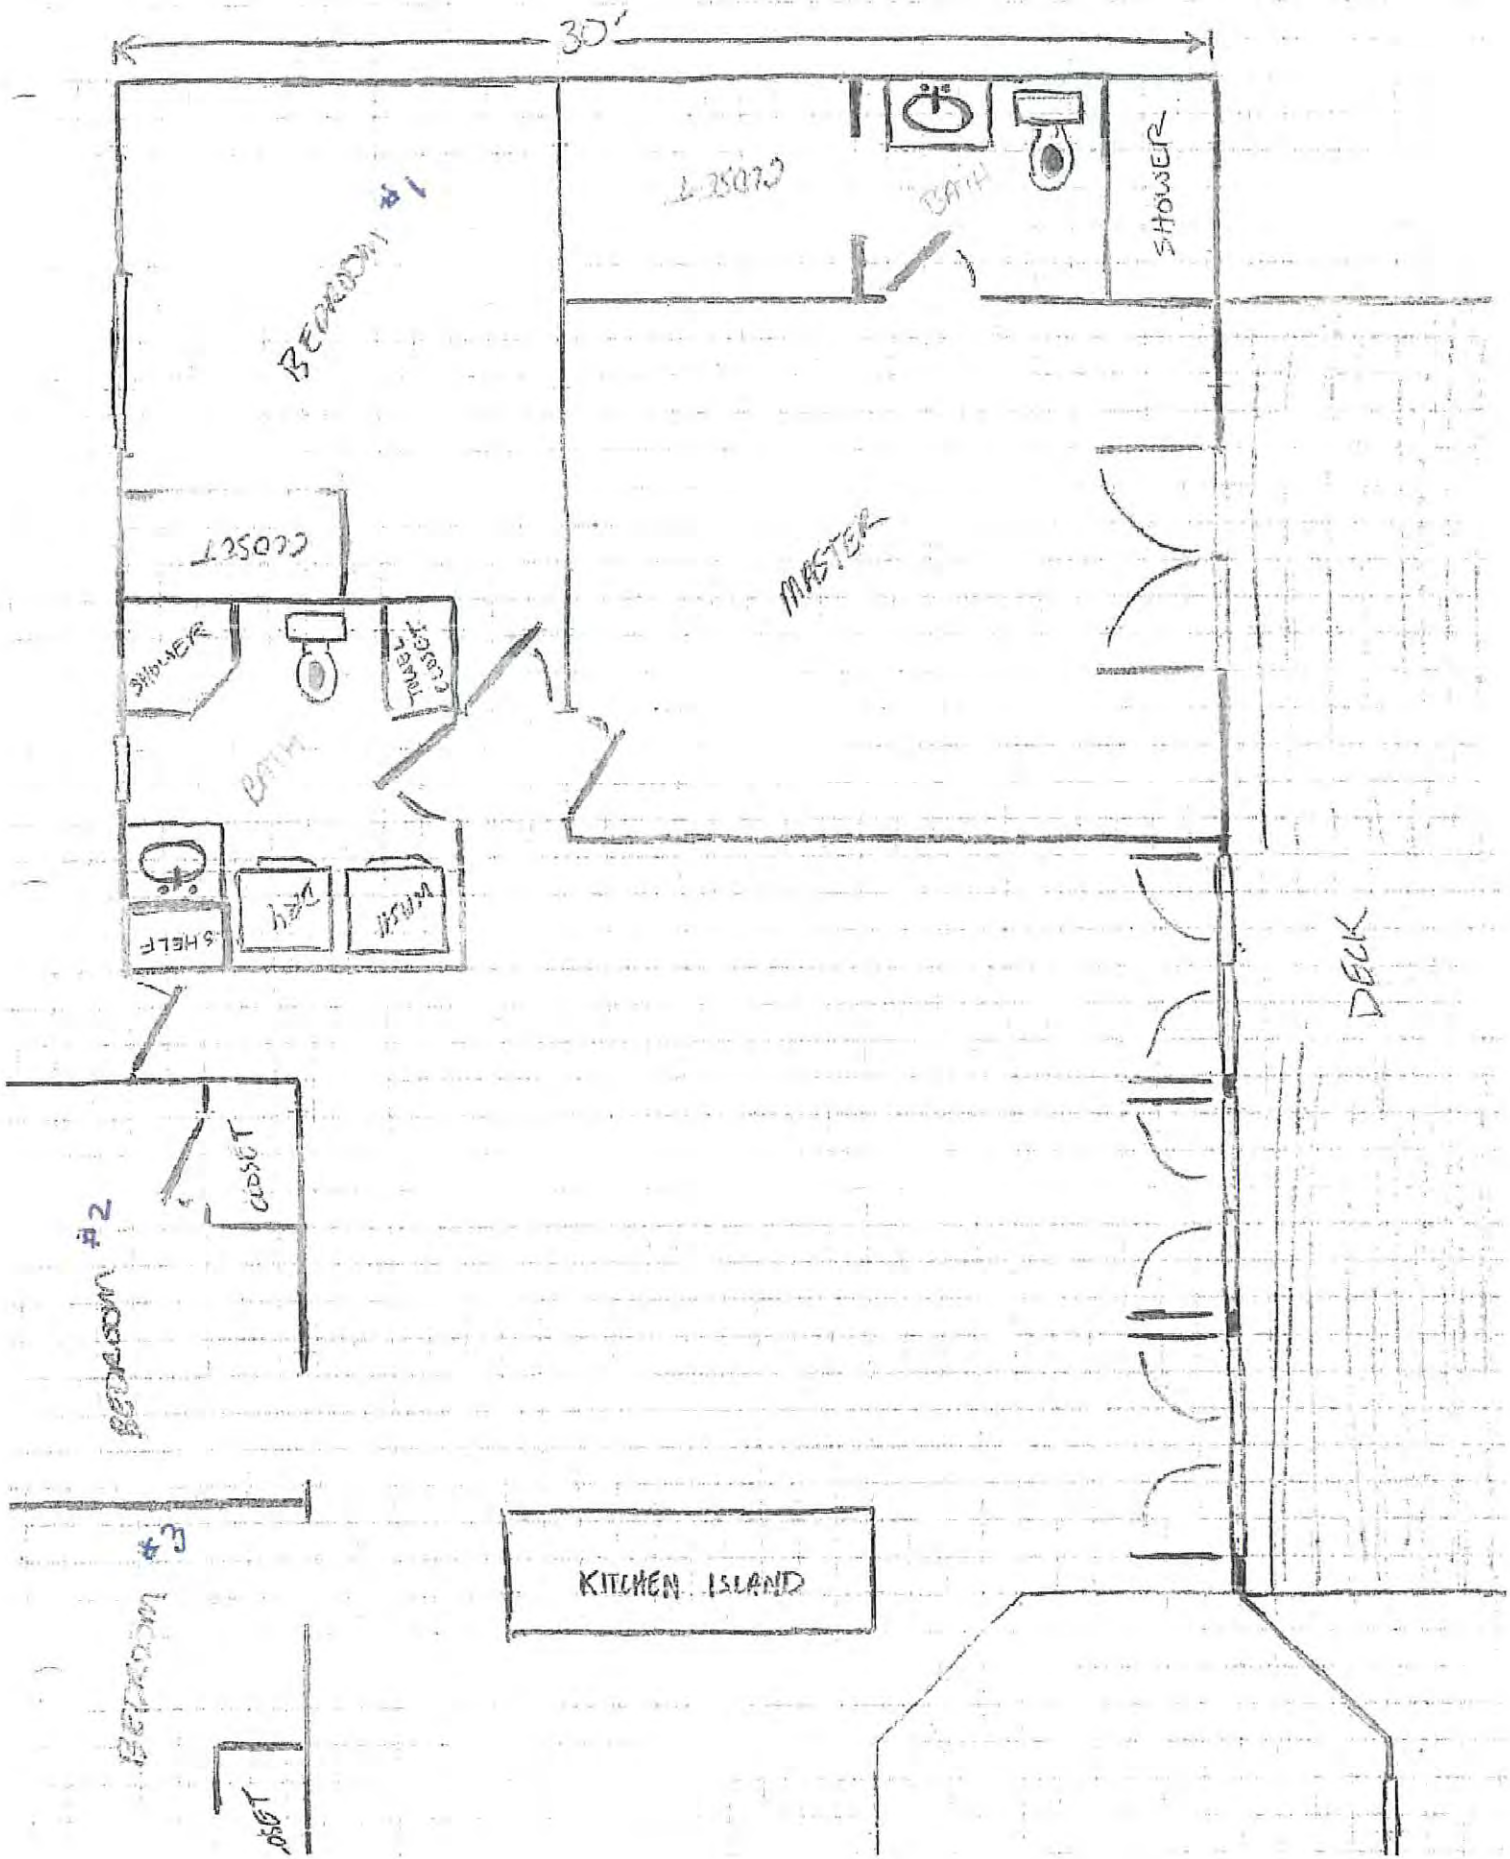 30'
SHOWER
BATH
CLOSET
BEDROOM #1
CLOSET
MASTER
SHOWER
TOWEL
CLOSET
BATH
DRY
WASH
SHELF
DECK
CLOSET
BEDROOM #2
BEDROOM #3
KITCHEN ISLAND
OSET